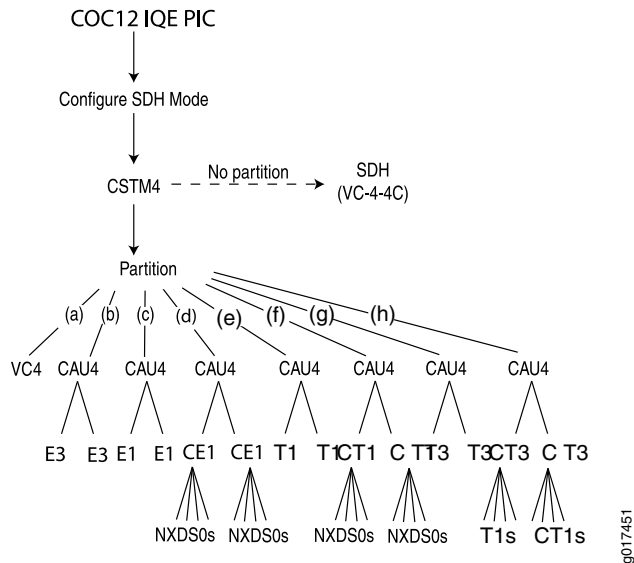 COC12 IQE PIC
Configure SDH Mode
No partition
CSTM4
SDH
(VC-4-4C)
Partition
(a) (b) (c) (d) (e) (f) (g) (h)
VC4 CAU4 CAU4 CAU4 CAU4 CAU4 CAU4 CAU4
E3 E3 E1 E1 CE1 CE1 T1 T1 CT1 C T1 T3 T3 CT3 C T3
NXDS0s NXDS0s NXDS0s NXDS0s T1s CT1s
g017451